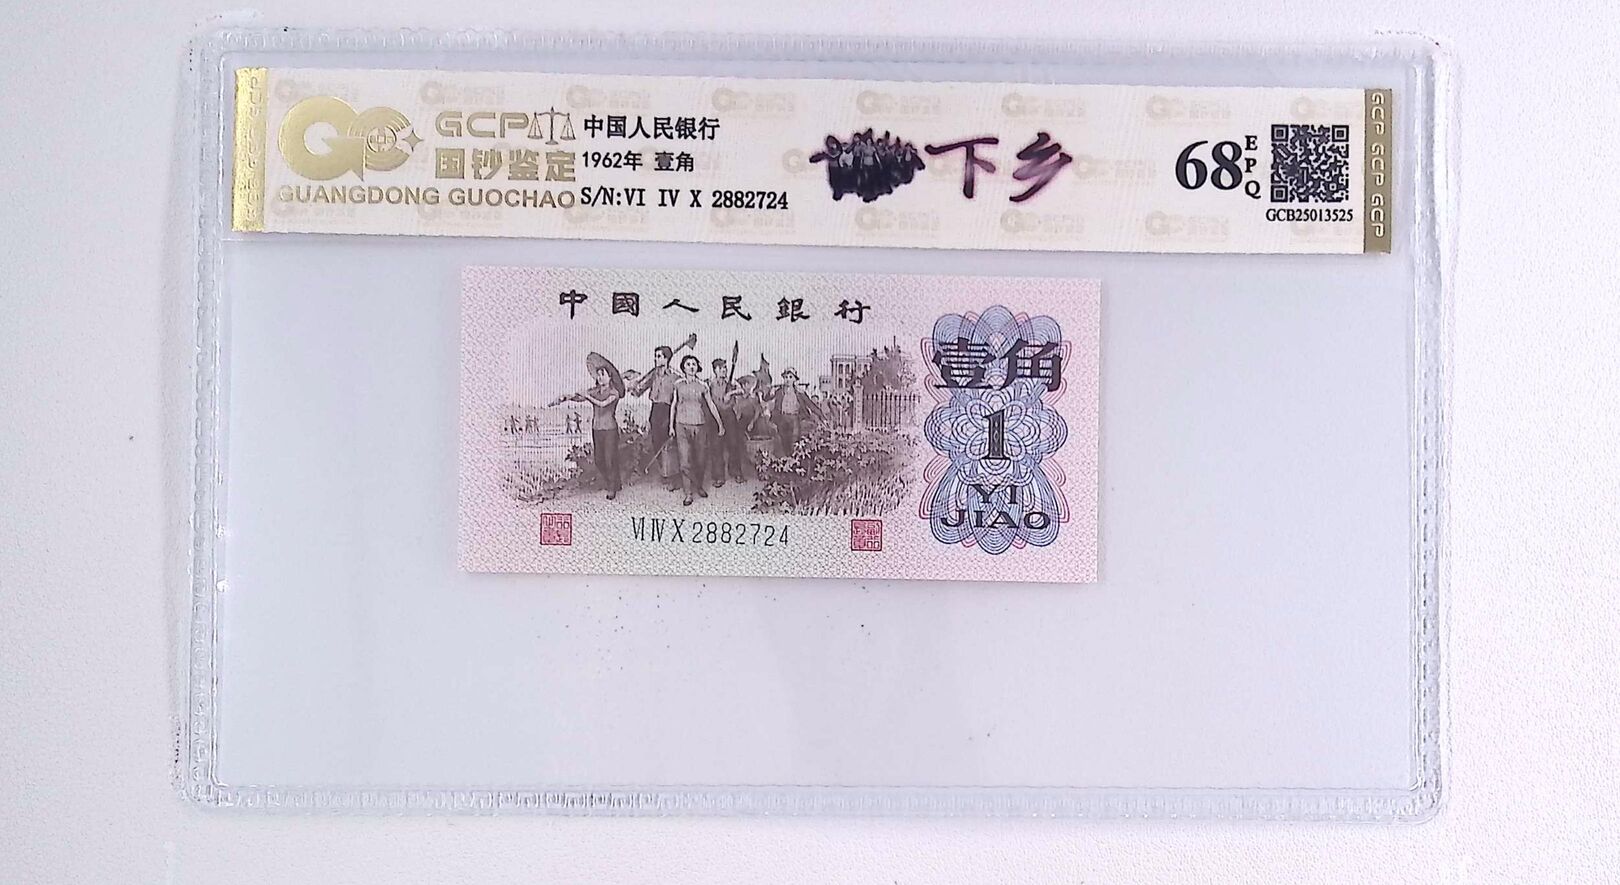 GCP 中国人民银行
国钞鉴定 1962年 壹角
GUANGDONG GUOCHAO S/N:VI IV X 2882724
下乡
68 EPQ
GCB25013525
GCP GCP GCP
中國人民銀行
壹角
1
YI
JIAO
VI IV X 2882724